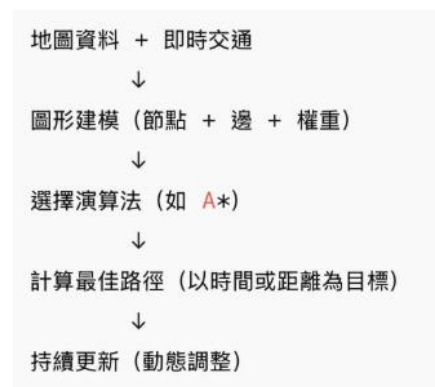 地圖資料 + 即時交通
↓
圖形建模（節點 + 邊 + 權重）
↓
選擇演算法（如 A*）
↓
計算最佳路徑（以時間或距離為目標）
↓
持續更新（動態調整）